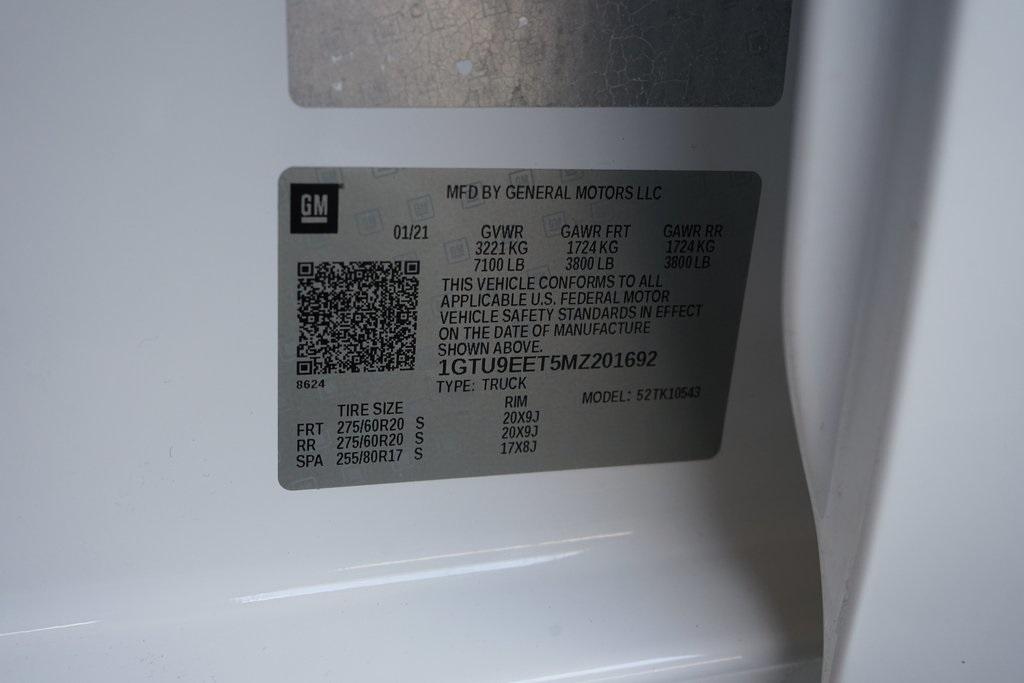 GM
MFD BY GENERAL MOTORS LLC
01/21
GVWR GAWR FRT GAWR RR
3221 KG 1724 KG 1724 KG
7100 LB 3800 LB 3800 LB
THIS VEHICLE CONFORMS TO ALL
APPLICABLE U.S. FEDERAL MOTOR
VEHICLE SAFETY STANDARDS IN EFFECT
ON THE DATE OF MANUFACTURE
SHOWN ABOVE.
1GTU9EET5MZ201692
8624
TYPE: TRUCK
MODEL: 52TK10543
TIRE SIZE RIM
FRT 275/60R20 S 20X9J
RR 275/60R20 S 20X9J
SPA 255/80R17 S 17X8J